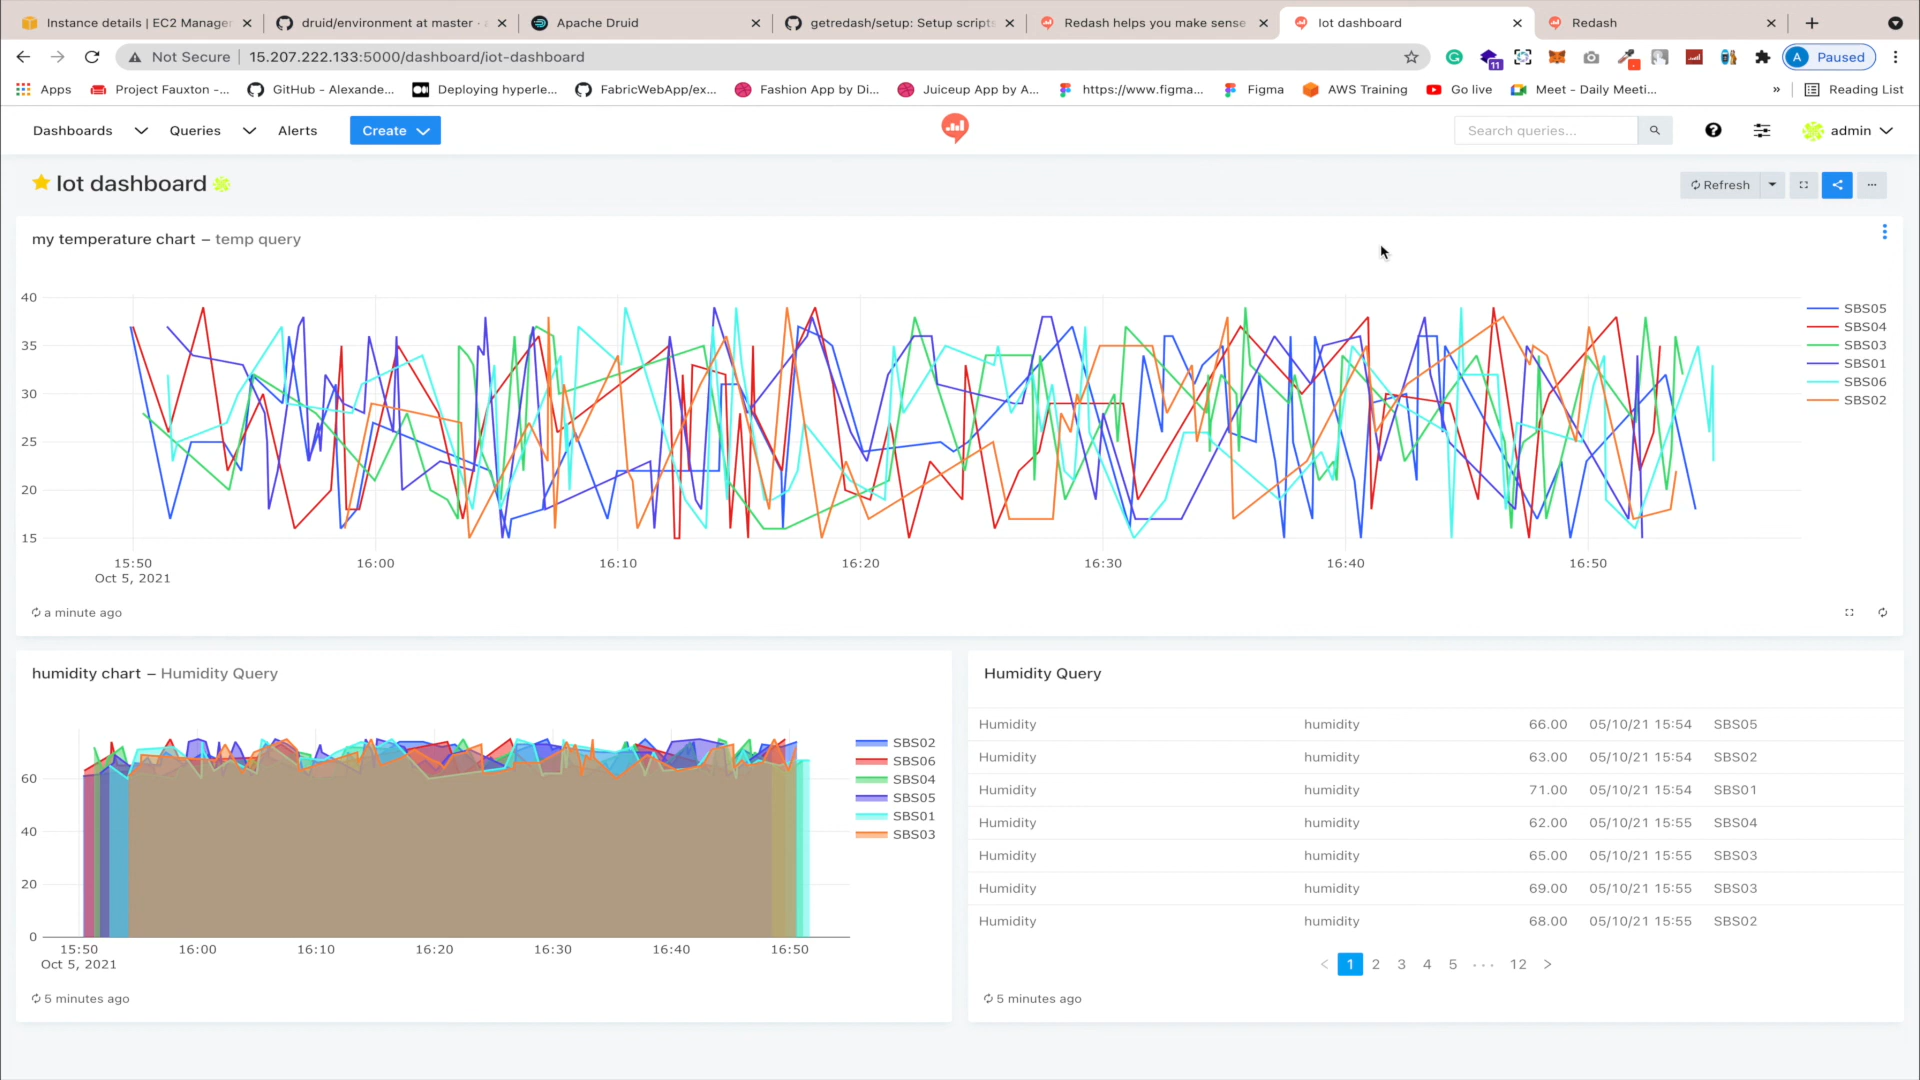 Instance details | EC2 Manager
druid/environment at master ·
Apache Druid
getredash/setup: Setup scripts
Redash helps you make sense
Iot dashboard
Redash
Not Secure
15.207.222.133:5000/dashboard/iot-dashboard
11
A Paused
Apps
Project Fauxton -...
GitHub - Alexande...
Deploying hyperle...
FabricWebApp/ex...
Fashion App by Di...
Juiceup App by A...
https://www.figma...
Figma
AWS Training
Go live
Meet - Daily Meeti...
»
Reading List
Dashboards
Queries
Alerts
Create
Search queries...
admin
Iot dashboard
Refresh
my temperature chart – temp query
40
35
30
25
20
15
15:50
Oct 5, 2021
16:00
16:10
16:20
16:30
16:40
16:50
SBS05
SBS04
SBS03
SBS01
SBS06
SBS02
a minute ago
humidity chart – Humidity Query
60
40
20
0
15:50
Oct 5, 2021
16:00
16:10
16:20
16:30
16:40
16:50
SBS02
SBS06
SBS04
SBS05
SBS01
SBS03
5 minutes ago
Humidity Query
Humidity humidity 66.00 05/10/21 15:54 SBS05
Humidity humidity 63.00 05/10/21 15:54 SBS02
Humidity humidity 71.00 05/10/21 15:54 SBS01
Humidity humidity 62.00 05/10/21 15:55 SBS04
Humidity humidity 65.00 05/10/21 15:55 SBS03
Humidity humidity 69.00 05/10/21 15:55 SBS03
Humidity humidity 68.00 05/10/21 15:55 SBS02
< 1 2 3 4 5 ··· 12 >
5 minutes ago